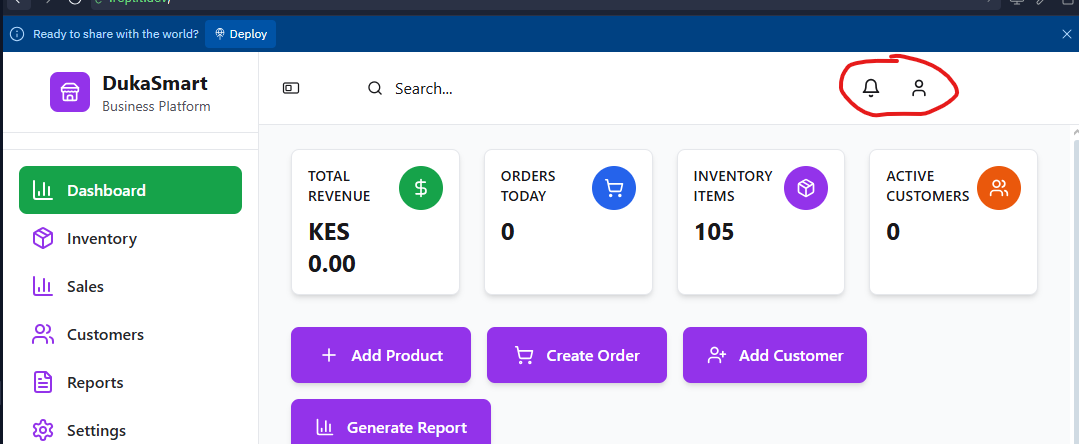 Ready to share with the world?
Deploy
DukaSmart
Business Platform
Search...
Dashboard
Inventory
Sales
Customers
Reports
Settings
TOTAL
REVENUE
KES
0.00
ORDERS
TODAY
0
INVENTORY
ITEMS
105
ACTIVE
CUSTOMERS
0
Add Product
Create Order
Add Customer
Generate Report